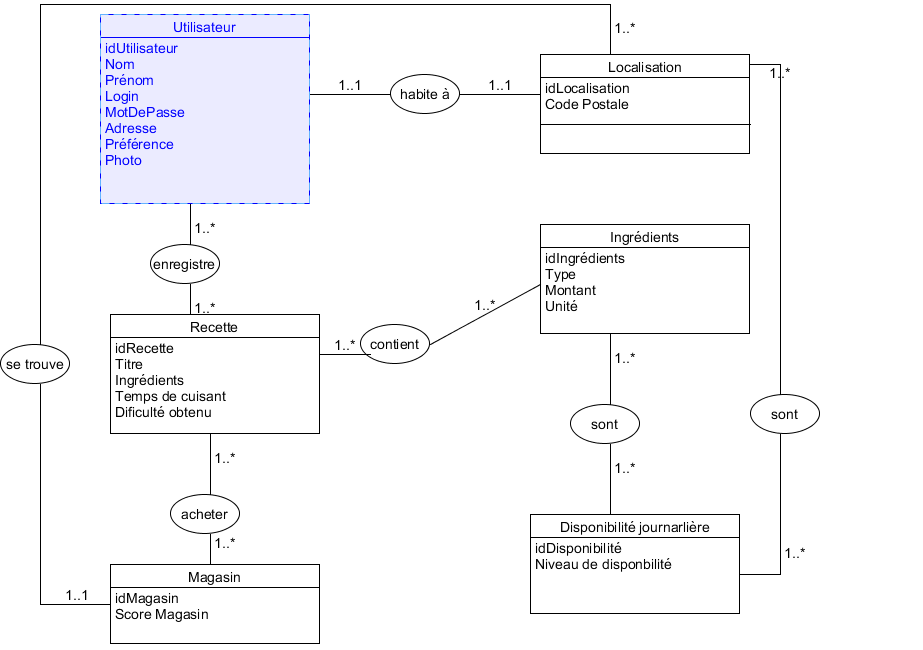 Utilisateur
idUtilisateur
Nom
Prénom
Login
MotDePasse
Adresse
Préférence
Photo
1..1
habite à
1..1
1..*
Localisation
idLocalisation
Code Postale
1..*
1..*
enregistre
1..*
Ingrédients
idIngrédients
Type
Montant
Unité
Recette
idRecette
Titre
Ingrédients
Temps de cuisant
Dificulté obtenu
1..*
contient
1..*
se trouve
1..*
sont
1..*
sont
1..*
acheter
1..*
1..*
Disponibilité journarlière
idDisponibilité
Niveau de disponbilité
Magasin
idMagasin
Score Magasin
1..1